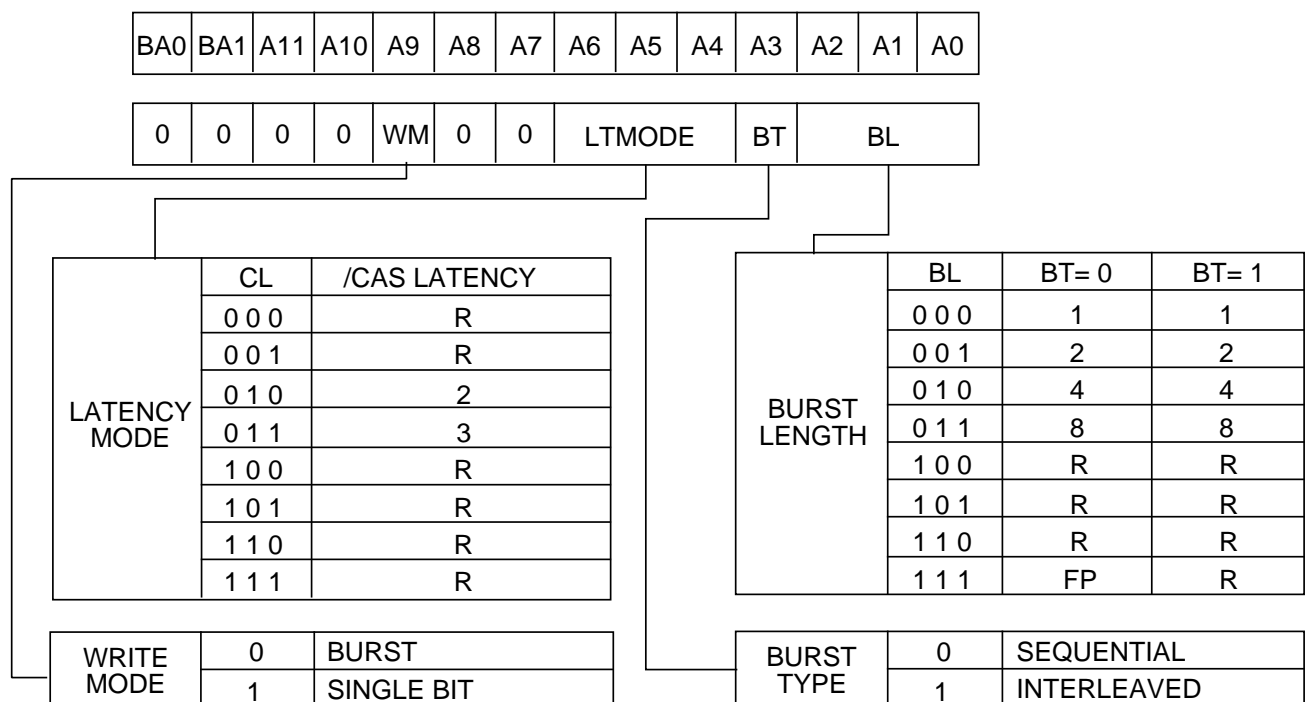 BA0 BA1 A11 A10 A9 A8 A7 A6 A5 A4 A3 A2 A1 A0
0 0 0 0 WM 0 0 LTMODE BT BL
LATENCY MODE
CL /CAS LATENCY
0 0 0 R
0 0 1 R
0 1 0 2
0 1 1 3
1 0 0 R
1 0 1 R
1 1 0 R
1 1 1 R
BURST LENGTH
BL BT= 0 BT= 1
0 0 0 1 1
0 0 1 2 2
0 1 0 4 4
0 1 1 8 8
1 0 0 R R
1 0 1 R R
1 1 0 R R
1 1 1 FP R
WRITE MODE
0 BURST
1 SINGLE BIT
BURST TYPE
0 SEQUENTIAL
1 INTERLEAVED